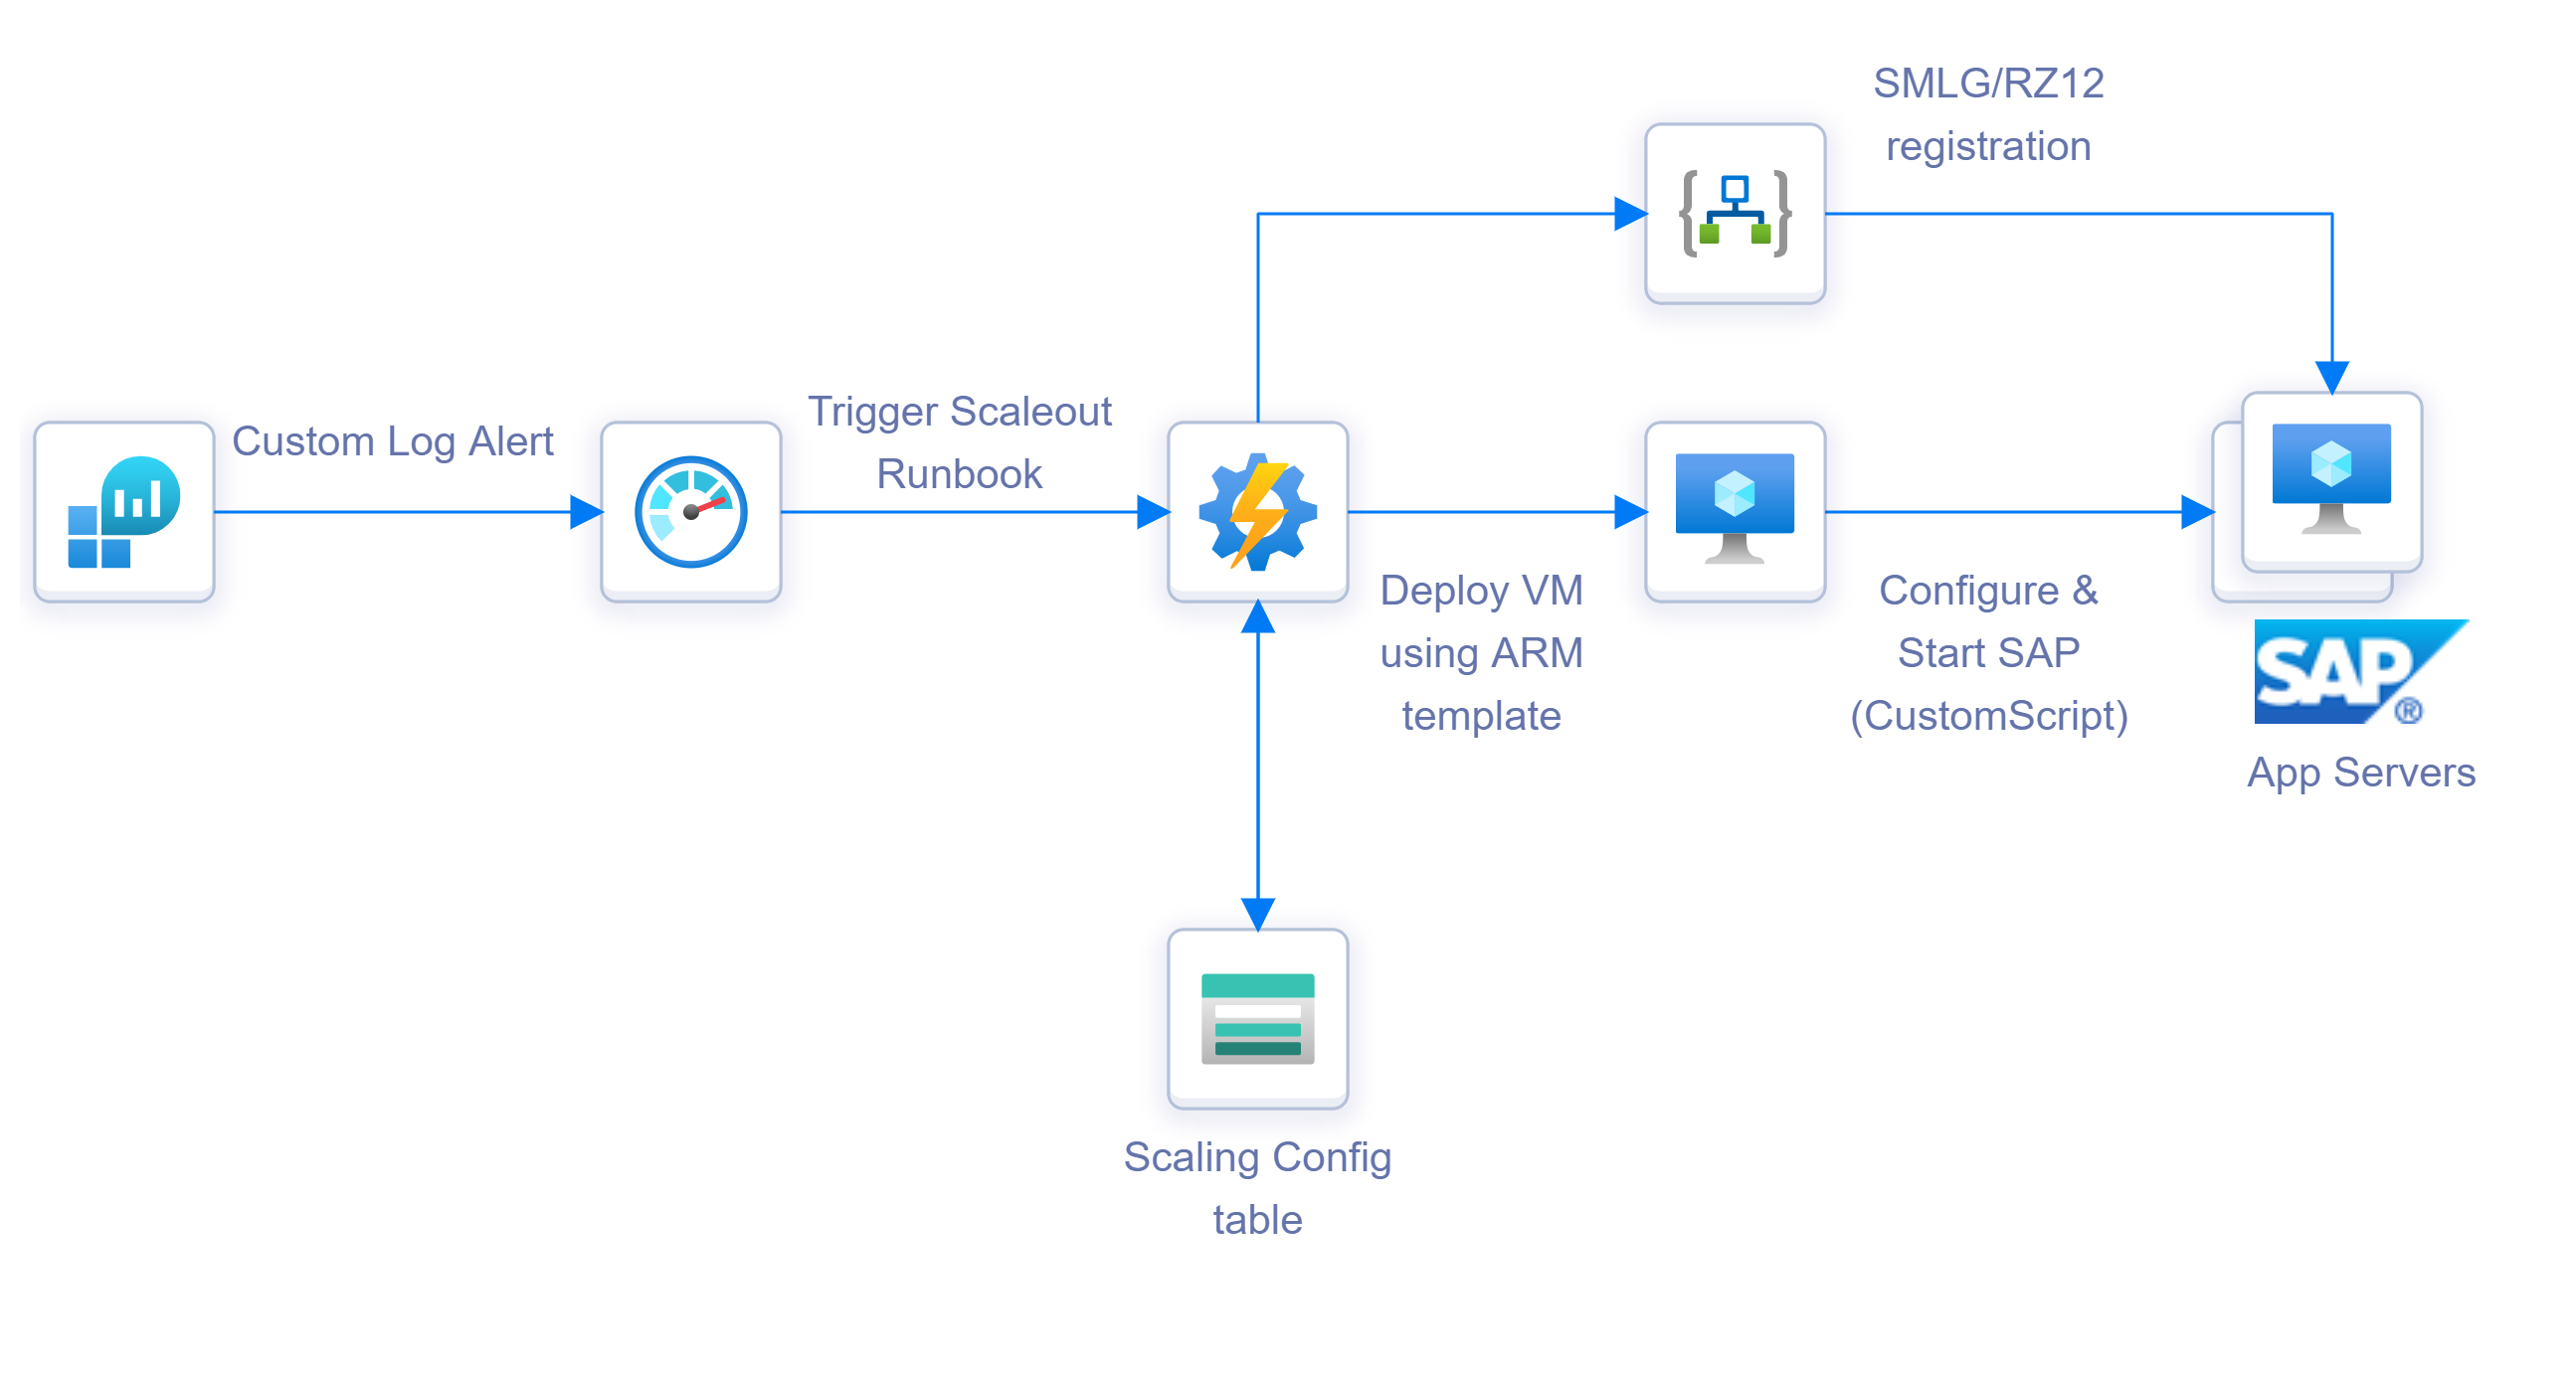 SMLG/RZ12
registration
Custom Log Alert
Trigger Scaleout
Runbook
Deploy VM
using ARM
template
Configure &
Start SAP
(CustomScript)
SAP®
App Servers
Scaling Config
table